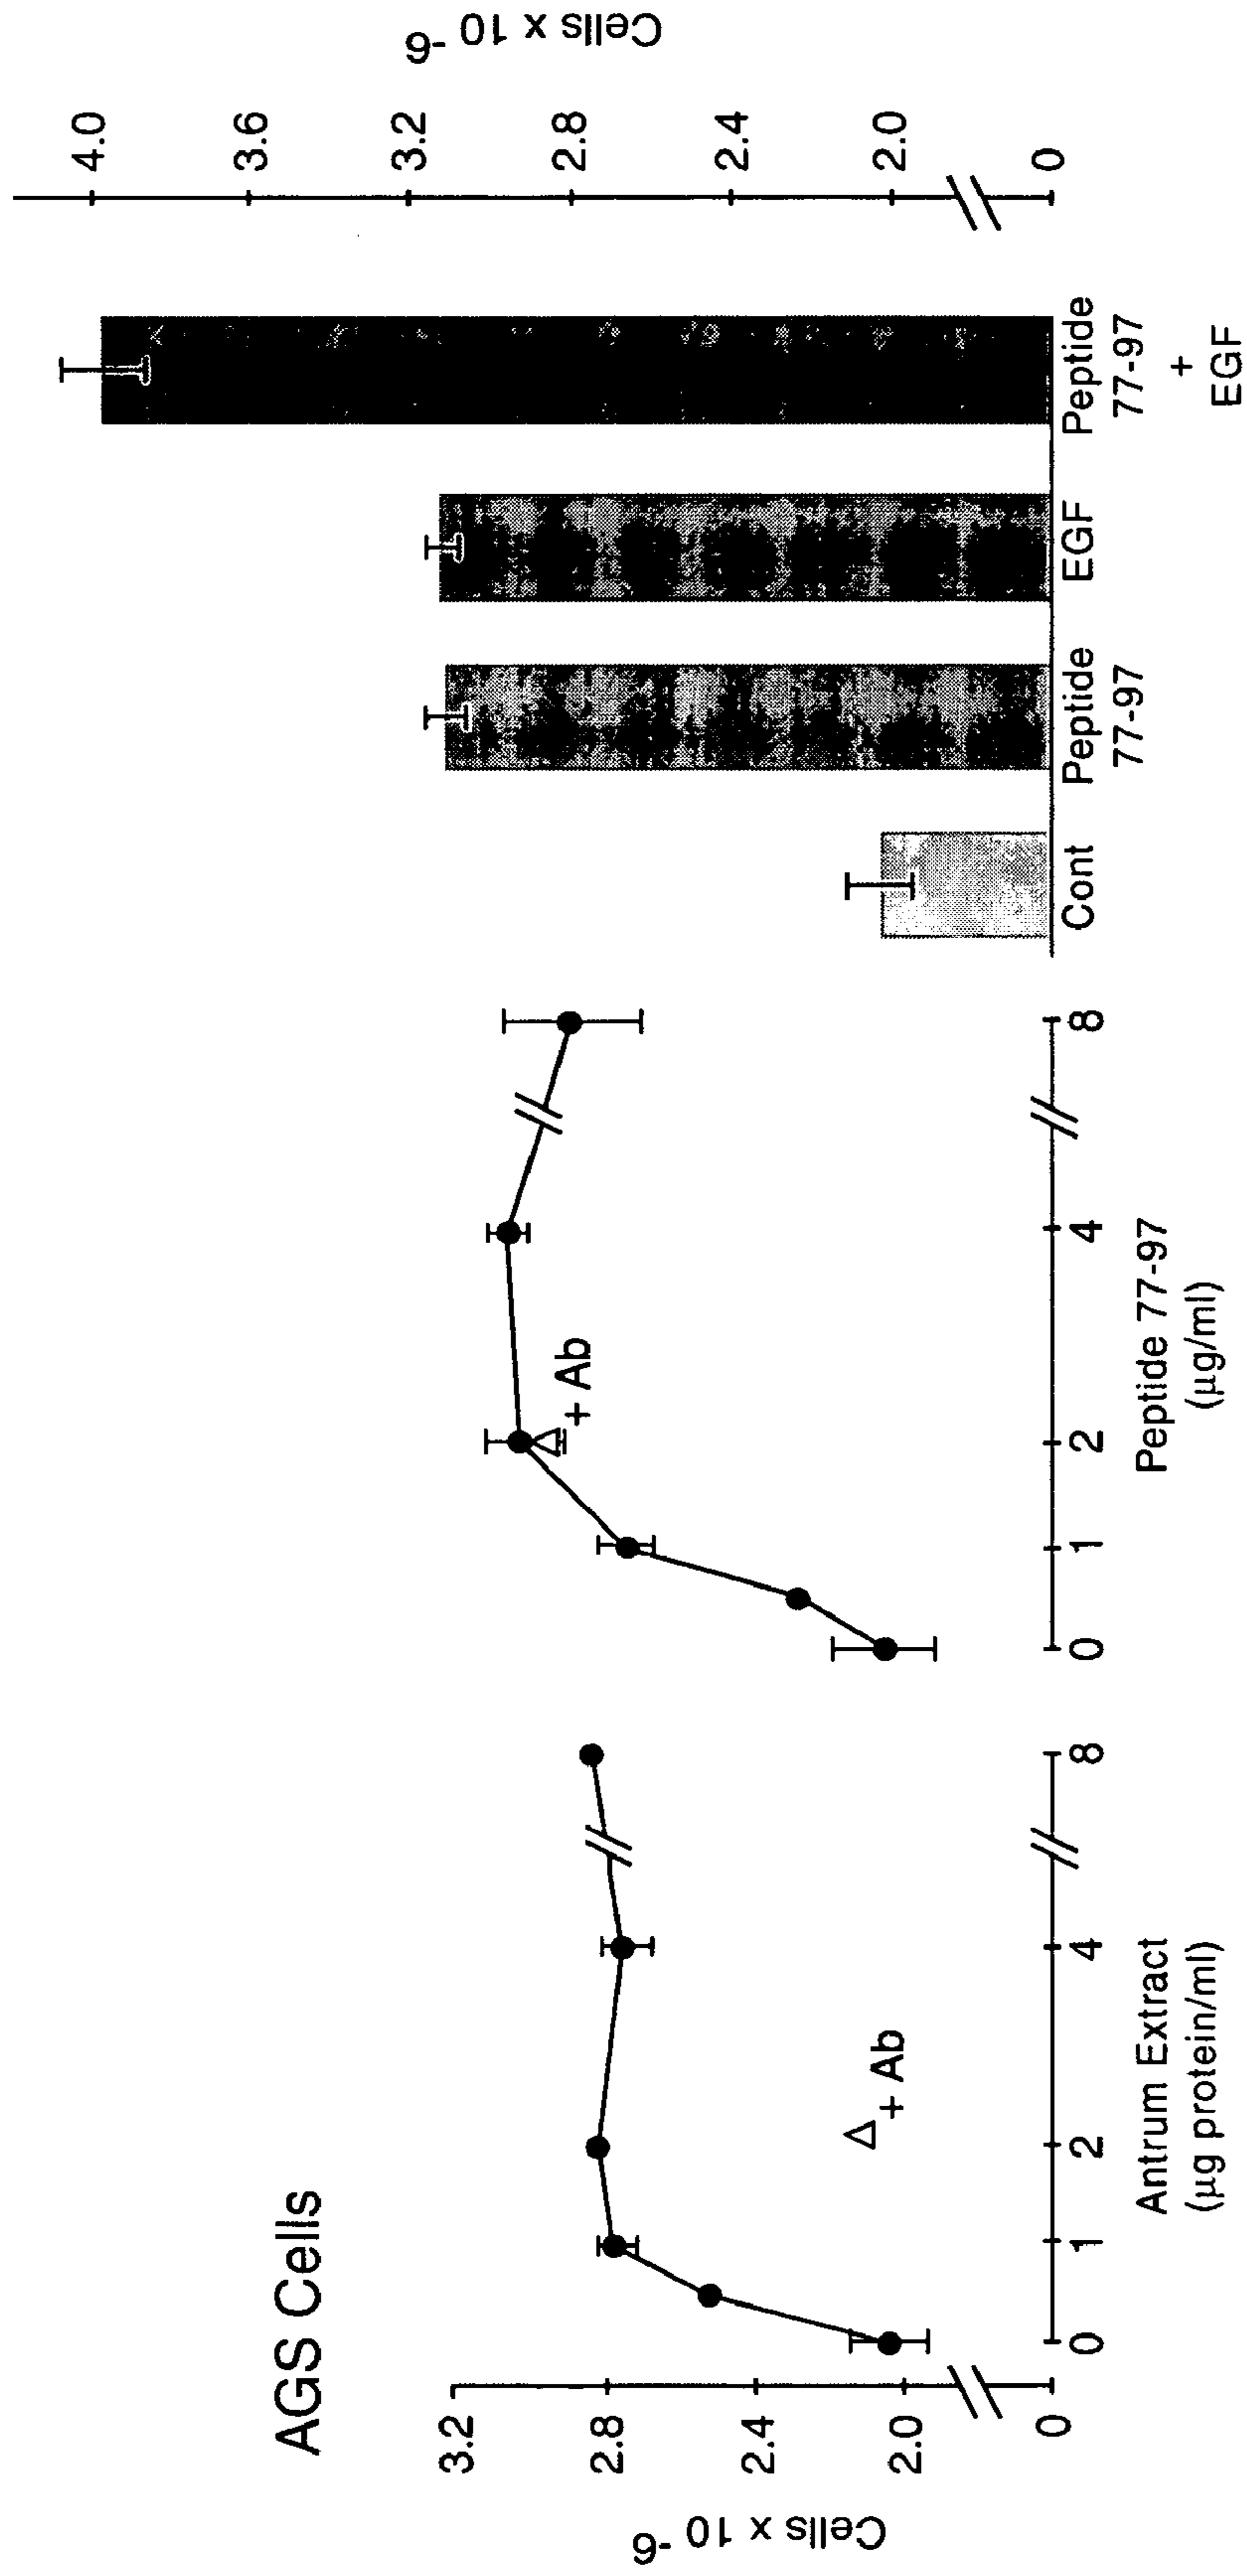 AGS Cells
Cells x 10 -6
3.2
2.8
2.4
2.0
0
0 1 2 4 8
Antrum Extract
(µg protein/ml)
+ Ab
0 1 2 4 8
Peptide 77-97
(µg/ml)
+ Ab
Cont
Peptide
77-97
EGF
Peptide
77-97
+
EGF
4.0
3.6
3.2
2.8
2.4
2.0
0
Cells x 10 -6